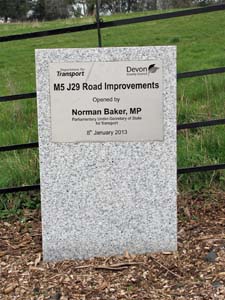 Department for
Transport
Devon
County Council
M5 J29 Road Improvements
Opened by
Norman Baker, MP
Parliamentary Under-Secretary of State
for Transport
8th January 2013